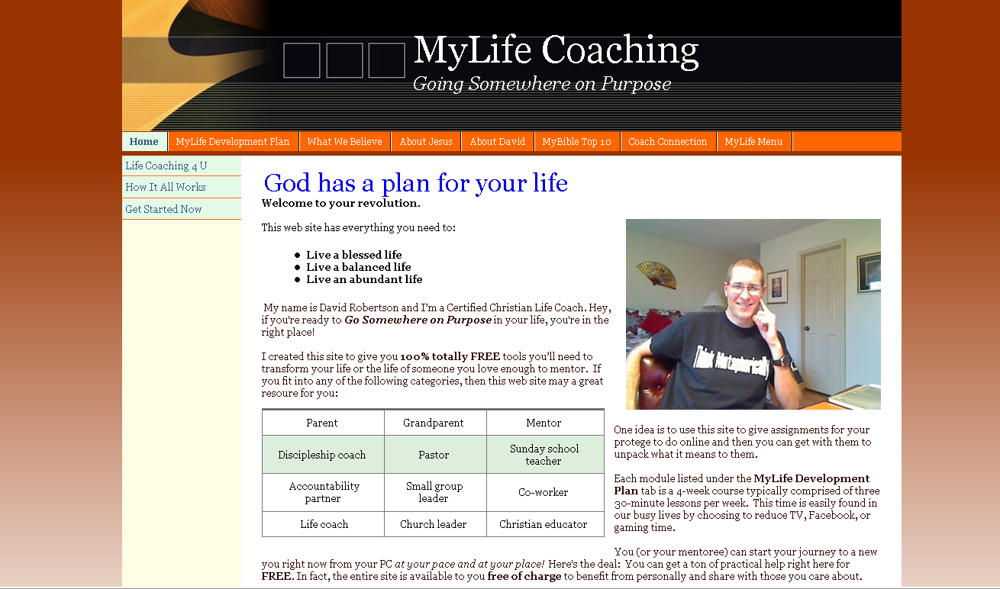 MyLife Coaching
Going Somewhere on Purpose
Home
MyLife Development Plan
What We Believe
About Jesus
About David
MyBible Top 10
Coach Connection
MyLife Menu
Life Coaching 4 U
How It All Works
Get Started Now
God has a plan for your life
Welcome to your revolution.
This web site has everything you need to:
Live a blessed life
Live a balanced life
Live an abundant life
My name is David Robertson and I'm a Certified Christian Life Coach. Hey,
if you're ready to Go Somewhere on Purpose in your life, you're in the
right place!
I created this site to give you 100% totally FREE tools you'll need to
transform your life or the life of someone you love enough to mentor. If
you fit into any of the following categories, then this web site may a great
resoure for you:
Think Metaphorically
Parent
Grandparent
Mentor
Discipleship coach
Pastor
Sunday school
teacher
Accountability
partner
Small group
leader
Co-worker
Life coach
Church leader
Christian educator
One idea is to use this site to give assignments for your
protege to do online and then you can get with them to
unpack what it means to them.
Each module listed under the MyLife Development
Plan tab is a 4-week course typically comprised of three
30-minute lessons per week. This time is easily found in
our busy lives by choosing to reduce TV, Facebook, or
gaming time.
You (or your mentoree) can start your journey to a new
you right now from your PC at your pace and at your place! Here's the deal: You can get a ton of practical help right here for
FREE. In fact, the entire site is available to you free of charge to benefit from personally and share with those you care about.